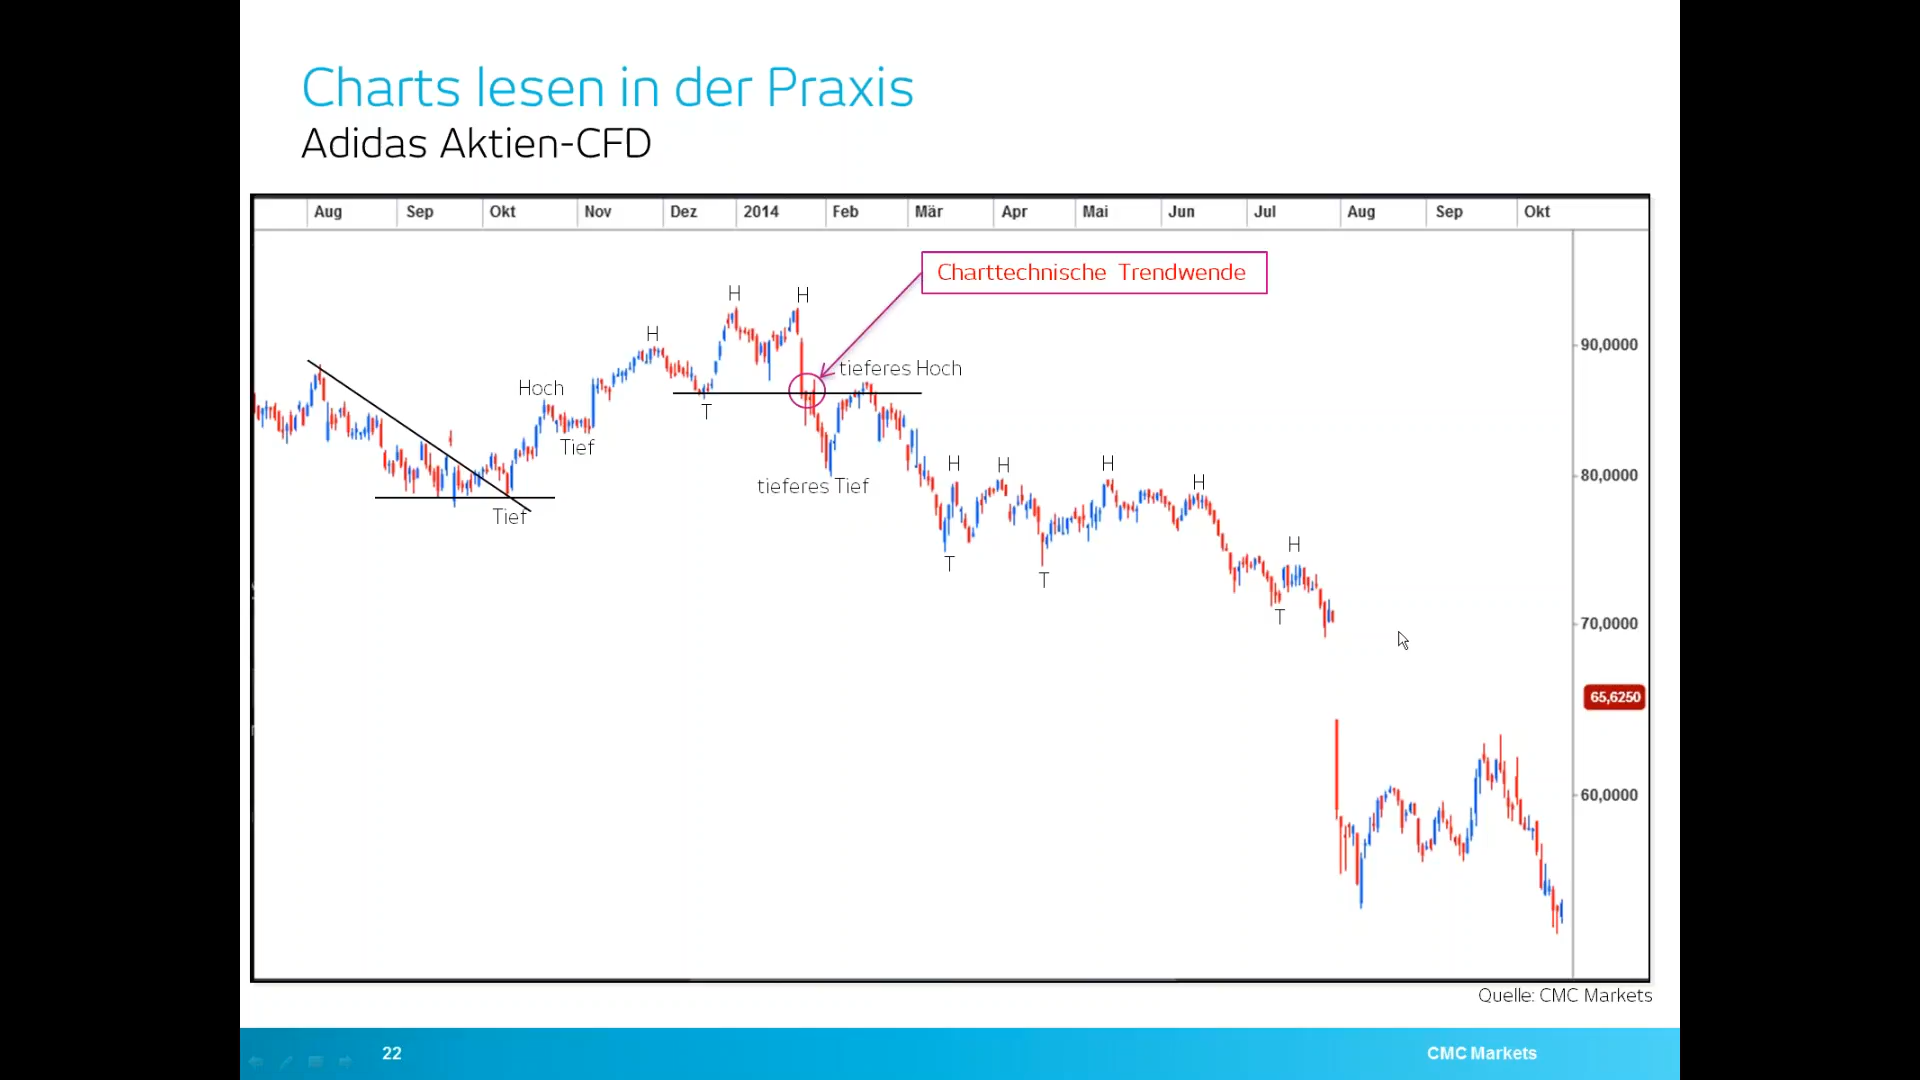 Charts lesen in der Praxis
Adidas Aktien-CFD
Aug Sep Okt Nov Dez 2014 Feb Mär Apr Mai Jun Jul Aug Sep Okt
Charttechnische Trendwende
H H
H
90,0000
tieferes Hoch
Hoch
T
Tief
H H H
80,0000
H
tieferes Tief
Tief
H
T
T
T
70,0000
65,6250
60,0000
Quelle: CMC Markets
22
CMC Markets